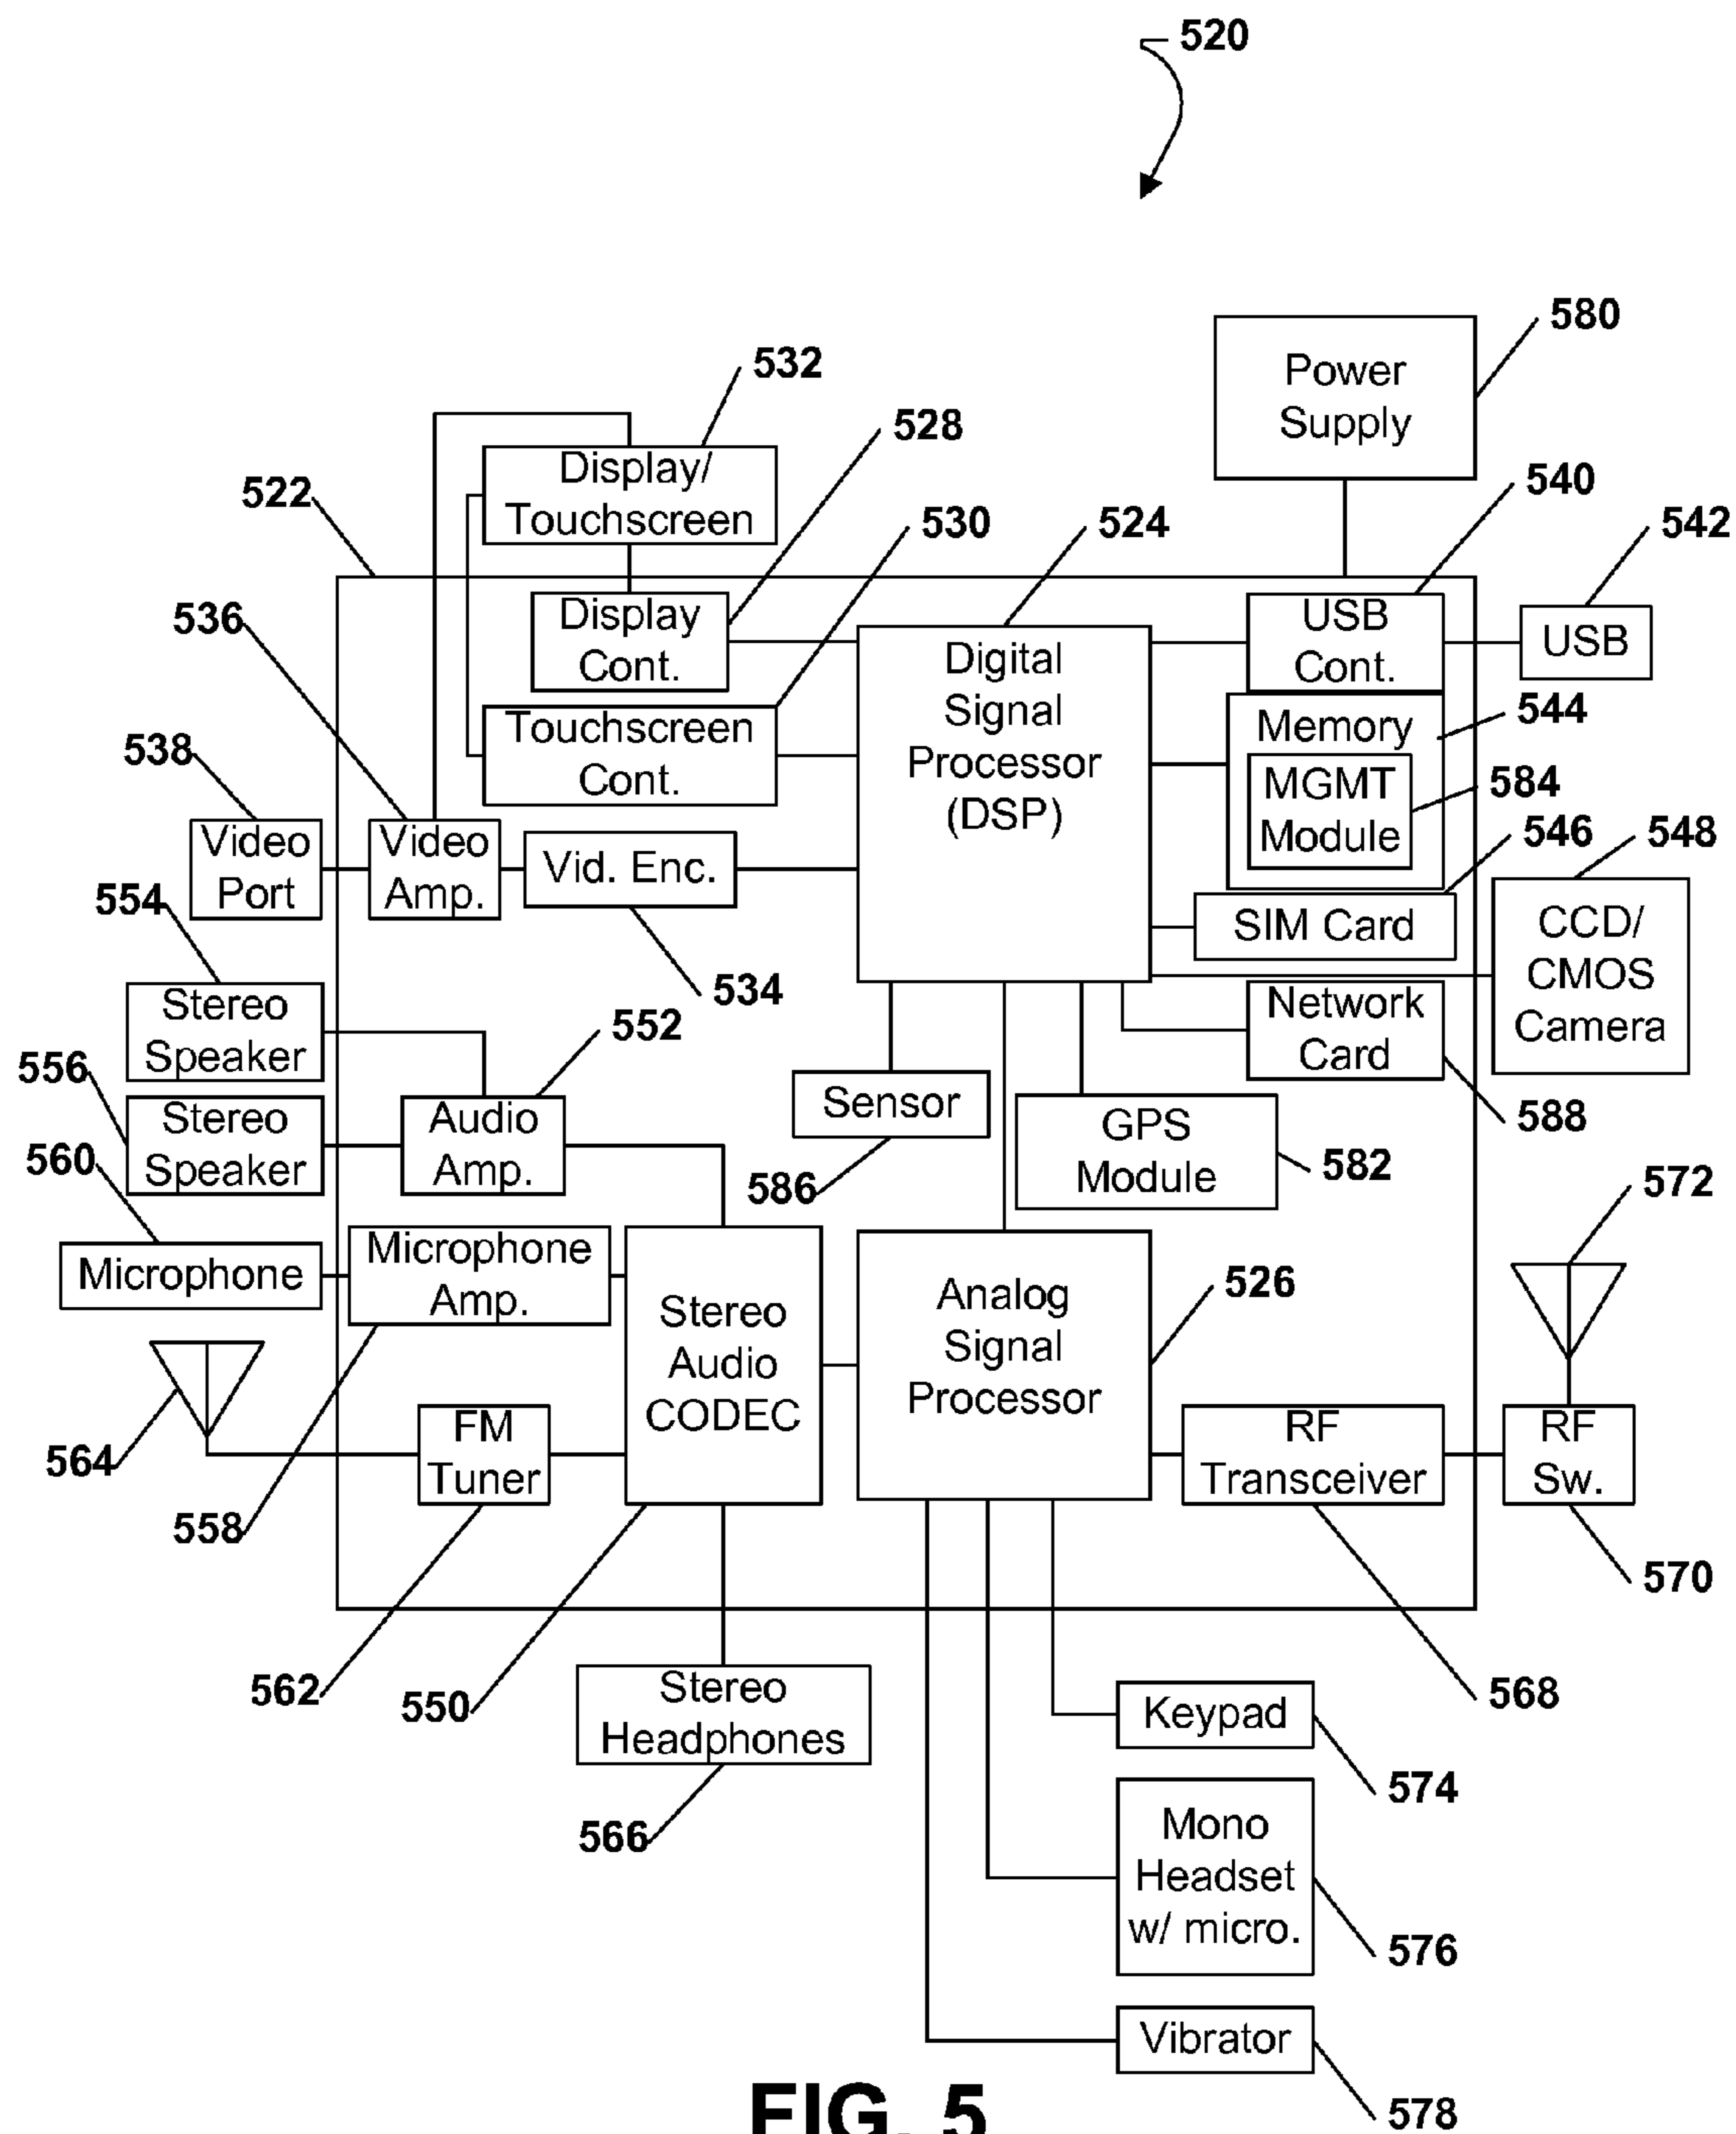 520
580
Power
Supply
532
528
Display/
Touchscreen
540
522
530
524
542
536
Display
Cont.
USB
Cont.
USB
Digital
Signal
Processor
(DSP)
538
Touchscreen
Cont.
Memory
544
MGMT
Module
584
546
548
Video
Port
Video
Amp.
Vid. Enc.
554
SIM Card
CCD/
CMOS
Camera
534
Stereo
Speaker
552
Network
Card
556
Stereo
Speaker
Audio
Amp.
Sensor
GPS
Module
588
560
586
582
572
Microphone
Microphone
Amp.
Stereo
Audio
CODEC
Analog
Signal
Processor
526
564
FM
Tuner
RF
Transceiver
RF
Sw.
558
570
562
550
Stereo
Headphones
Keypad
568
574
566
Mono
Headset
w/ micro.
576
Vibrator
578
FIG. 5